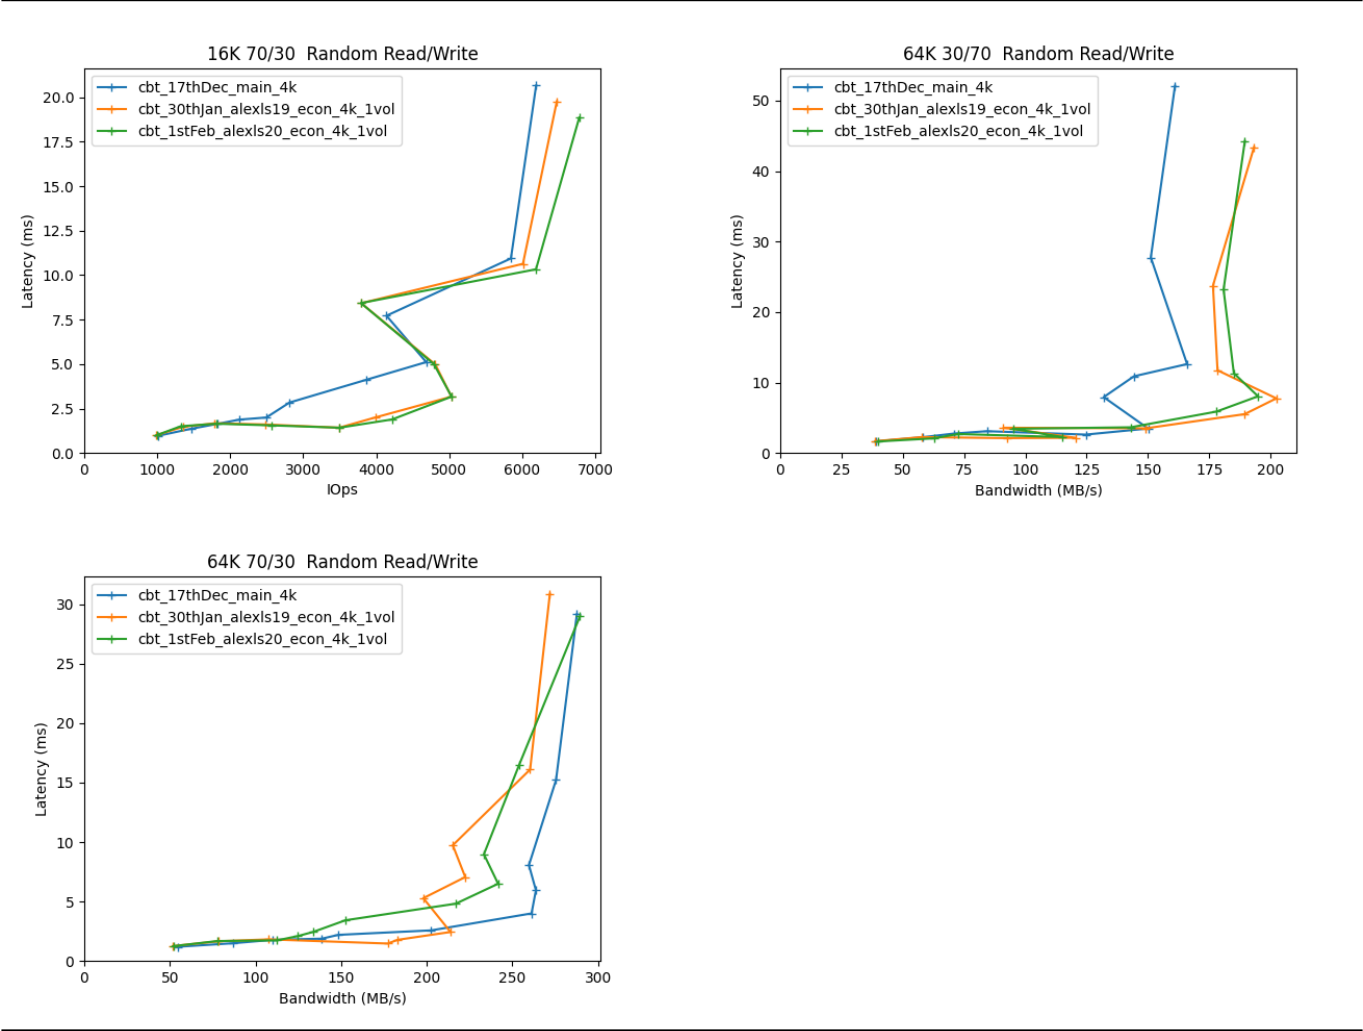 16K 70/30  Random Read/Write
cbt_17thDec_main_4k
cbt_30thJan_alexls19_econ_4k_1vol
cbt_1stFeb_alexls20_econ_4k_1vol
Latency (ms)
20.0
17.5
15.0
12.5
10.0
7.5
5.0
2.5
0.0
0 1000 2000 3000 4000 5000 6000 7000
IOps
64K 30/70  Random Read/Write
cbt_17thDec_main_4k
cbt_30thJan_alexls19_econ_4k_1vol
cbt_1stFeb_alexls20_econ_4k_1vol
Latency (ms)
50
40
30
20
10
0
0 25 50 75 100 125 150 175 200
Bandwidth (MB/s)
64K 70/30  Random Read/Write
cbt_17thDec_main_4k
cbt_30thJan_alexls19_econ_4k_1vol
cbt_1stFeb_alexls20_econ_4k_1vol
Latency (ms)
30
25
20
15
10
5
0
0 50 100 150 200 250 300
Bandwidth (MB/s)